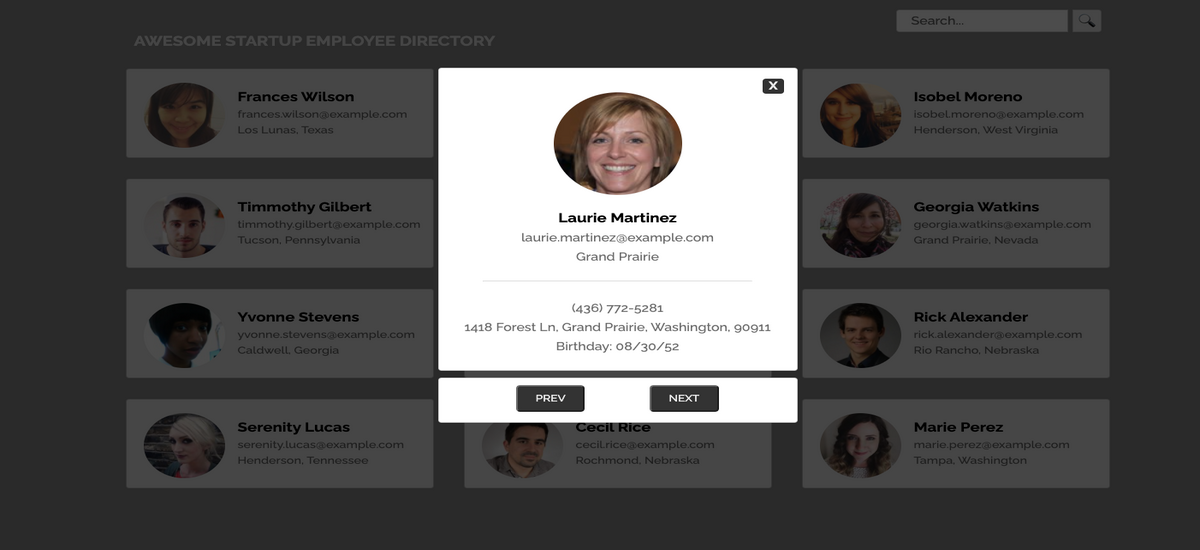 Search...
AWESOME STARTUP EMPLOYEE DIRECTORY
Frances Wilson
frances.wilson@example.com
Los Lunas, Texas
X
Laurie Martinez
laurie.martinez@example.com
Grand Prairie
(436) 772-5281
1418 Forest Ln, Grand Prairie, Washington, 90911
Birthday: 08/30/52
PREV
NEXT
Isobel Moreno
isobel.moreno@example.com
Henderson, West Virginia
Timmothy Gilbert
timmothy.gilbert@example.com
Tucson, Pennsylvania
Georgia Watkins
georgia.watkins@example.com
Grand Prairie, Nevada
Yvonne Stevens
yvonne.stevens@example.com
Caldwell, Georgia
Rick Alexander
rick.alexander@example.com
Rio Rancho, Nebraska
Serenity Lucas
serenity.lucas@example.com
Henderson, Tennessee
Cecil Rice
cecil.rice@example.com
Rochmond, Nebraska
Marie Perez
marie.perez@example.com
Tampa, Washington